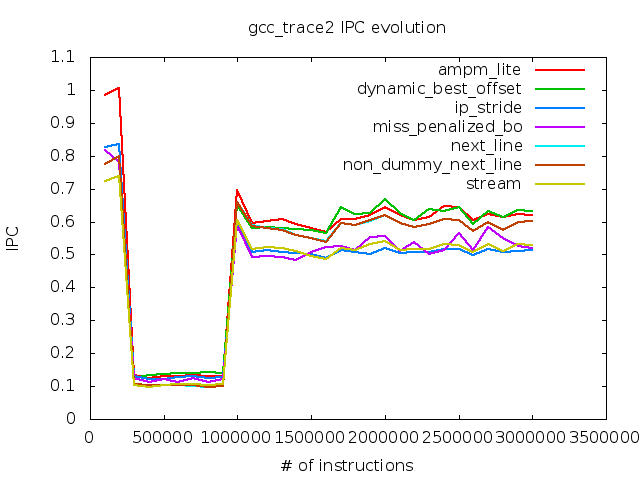 gcc_trace2 IPC evolution
ampm_lite
dynamic_best_offset
ip_stride
miss_penalized_bo
next_line
non_dummy_next_line
stream
IPC
1.1
1
0.9
0.8
0.7
0.6
0.5
0.4
0.3
0.2
0.1
0
0 500000 1000000 1500000 2000000 2500000 3000000 3500000
# of instructions